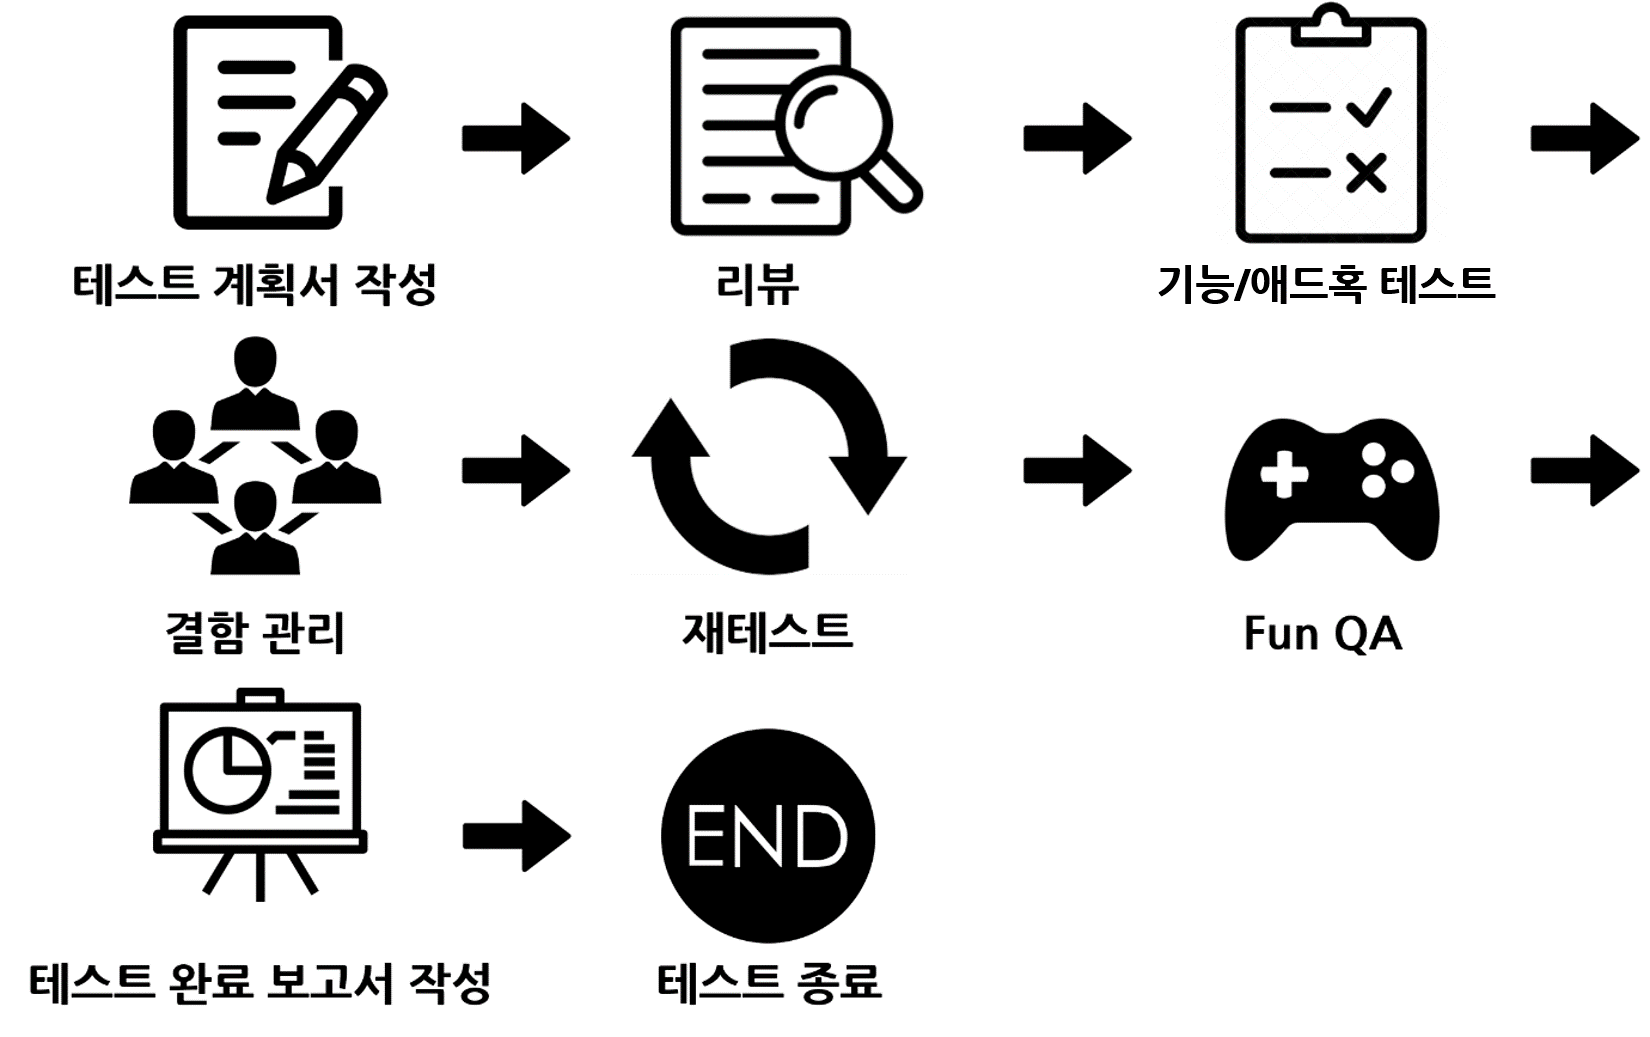 테스트 계획서 작성
리뷰
기능/애드혹 테스트
결함 관리
재테스트
Fun QA
END
테스트 완료 보고서 작성
테스트 종료